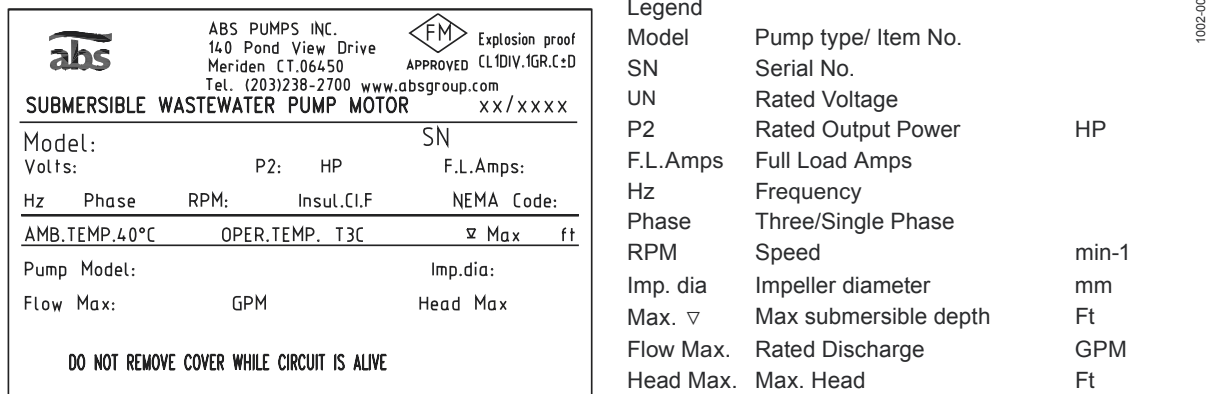 abs
ABS PUMPS INC.
140 Pond View Drive
Meriden CT.06450
Tel. (203)238-2700 www.absgroup.com
FM
APPROVED
Explosion proof
CL1DIV.1GR.C±D
SUBMERSIBLE WASTEWATER PUMP MOTOR xx/xxxx
Model: SN
Volts: P2: HP F.L.Amps:
Hz Phase RPM: Insul.Cl.F NEMA Code:
AMB.TEMP.40°C OPER.TEMP. T3C Max ft
Pump Model: Imp.dia:
Flow Max: GPM Head Max
DO NOT REMOVE COVER WHILE CIRCUIT IS ALIVE
Legend
Model Pump type/ Item No.
SN Serial No.
UN Rated Voltage
P2 Rated Output Power HP
F.L.Amps Full Load Amps
Hz Frequency
Phase Three/Single Phase
RPM Speed min-1
Imp. dia Impeller diameter mm
Max. ▽ Max submersible depth Ft
Flow Max. Rated Discharge GPM
Head Max. Max. Head Ft
1002-00